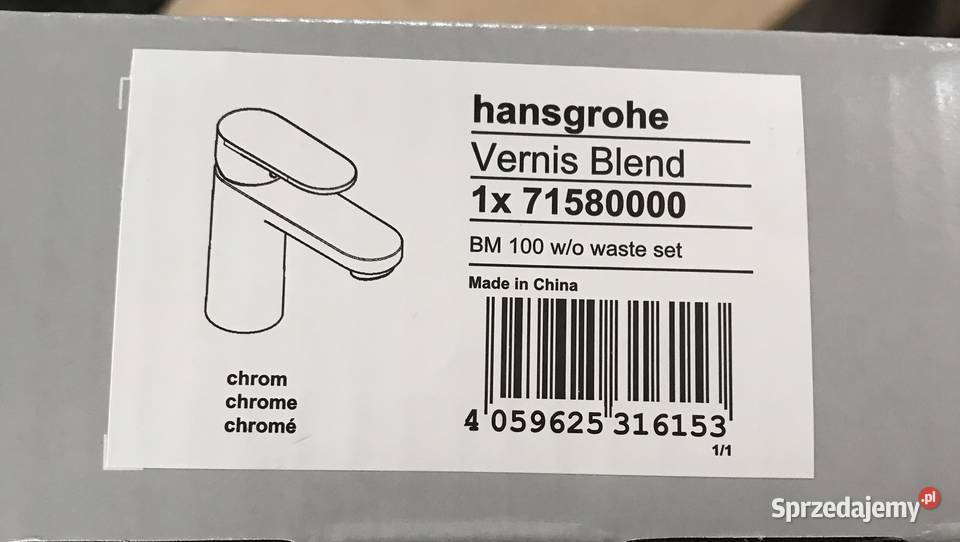 hansgrohe
Vernis Blend
1x 71580000
BM 100 w/o waste set
Made in China
chrom
chrome
chromé
4 059625 316153
1/1
Sprzedajemy.pl